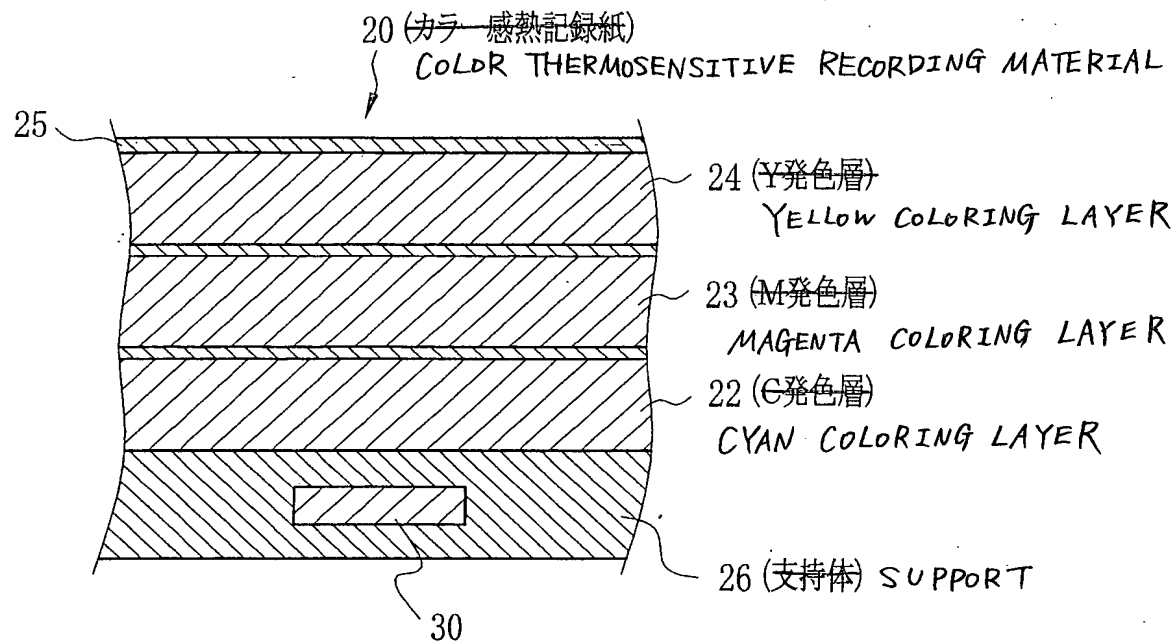 20 (カラー感熱記録紙)
COLOR THERMOSENSITIVE RECORDING MATERIAL
25
24 (Y発色層)
YELLOW COLORING LAYER
23 (M発色層)
MAGENTA COLORING LAYER
22 (C発色層)
CYAN COLORING LAYER
26 (支持体) SUPPORT
30